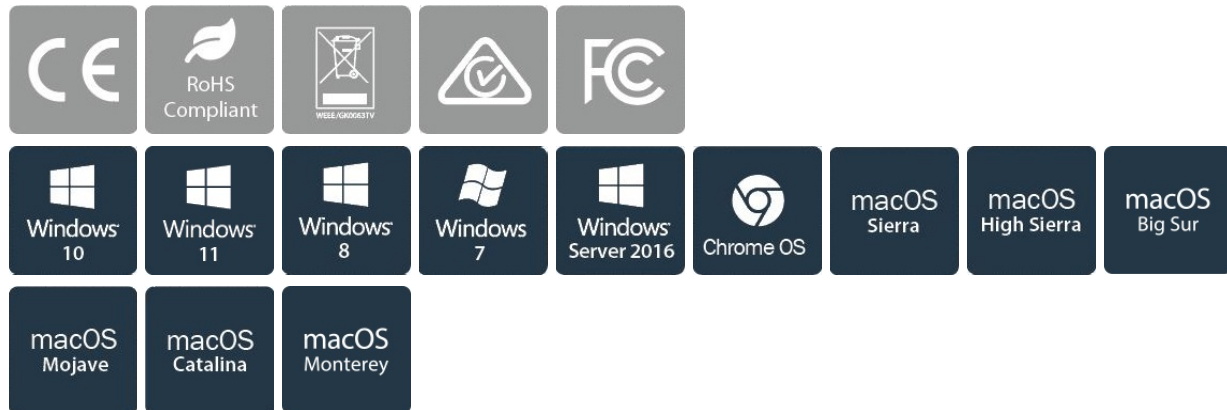 CE
RoHS
Compliant
WEEE/GK0083TV
FC
Windows
10
Windows
11
Windows
8
Windows
7
Windows
Server 2016
Chrome OS
macOS
Sierra
macOS
High Sierra
macOS
Big Sur
macOS
Mojave
macOS
Catalina
macOS
Monterey